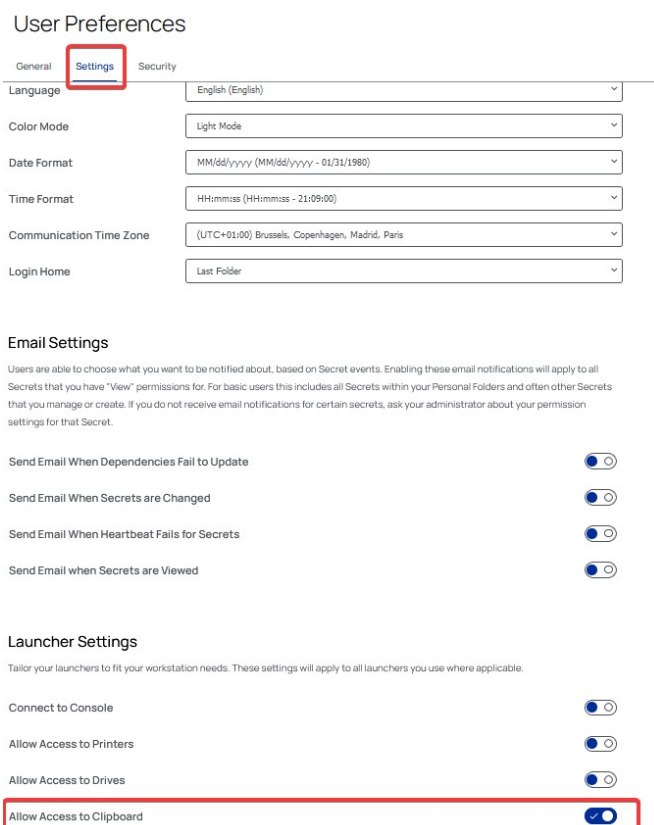 User Preferences
General Settings Security
Language English (English)
Color Mode Light Mode
Date Format MM/dd/yyyy (MM/dd/yyyy - 01/31/1980)
Time Format HH:mm:ss (HH:mm:ss - 21:09:00)
Communication Time Zone (UTC+01:00) Brussels, Copenhagen, Madrid, Paris
Login Home Last Folder
Email Settings
Users are able to choose what you want to be notified about, based on Secret events. Enabling these email notifications will apply to all
Secrets that you have "View" permissions for. For basic users this includes all Secrets within your Personal Folders and often other Secrets
that you manage or create. If you do not receive email notifications for certain secrets, ask your administrator about your permission
settings for that Secret.
Send Email When Dependencies Fail to Update
Send Email When Secrets are Changed
Send Email When Heartbeat Fails for Secrets
Send Email when Secrets are Viewed
Launcher Settings
Tailor your launchers to fit your workstation needs. These settings will apply to all launchers you use where applicable.
Connect to Console
Allow Access to Printers
Allow Access to Drives
Allow Access to Clipboard